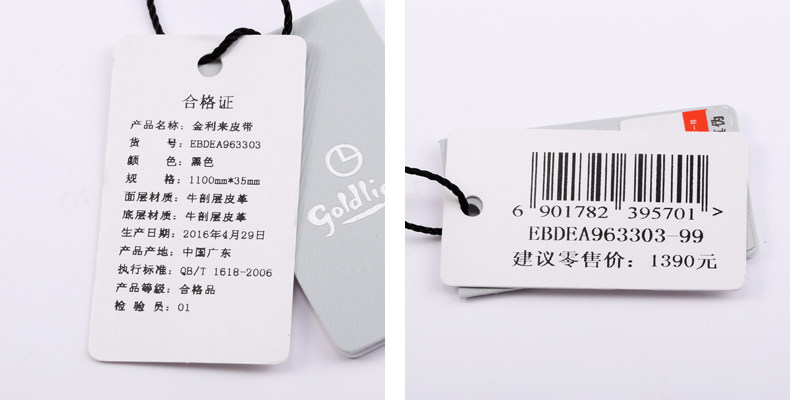 合格证
产品名称：金利来皮带
货　　号：EBDEA963303
颜　　色：黑色
规　　格：1100mm*35mm
面层材质：牛剖层皮革
底层材质：牛剖层皮革
生产日期：2016年4月29日
产品产地：中国广东
执行标准：QB/T 1618-2006
产品等级：合格品
检 验 员：01
Goldli
6 901782 395701 >
EBDEA963303-99
建议零售价：1390元